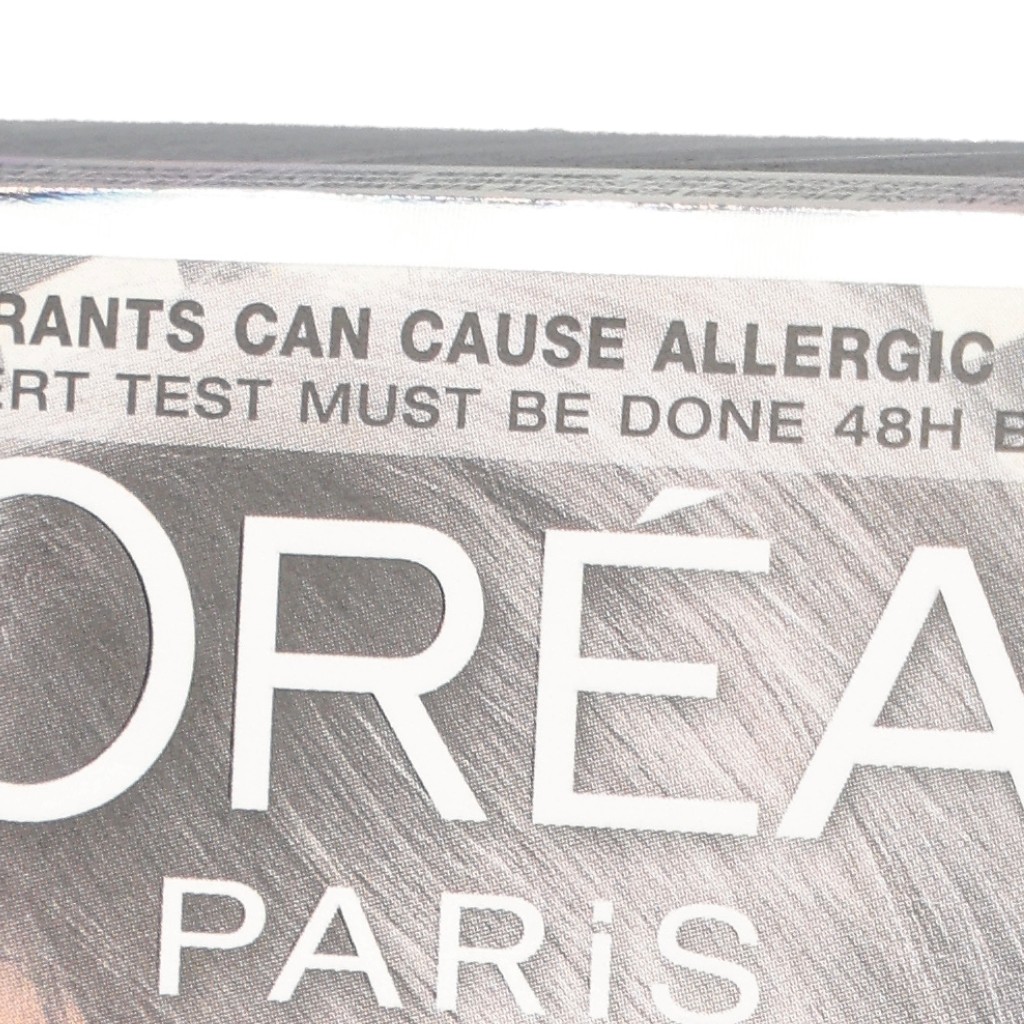 RANTS CAN CAUSE ALLERGIC
ERT TEST MUST BE DONE 48H
ORÉA
PARiS